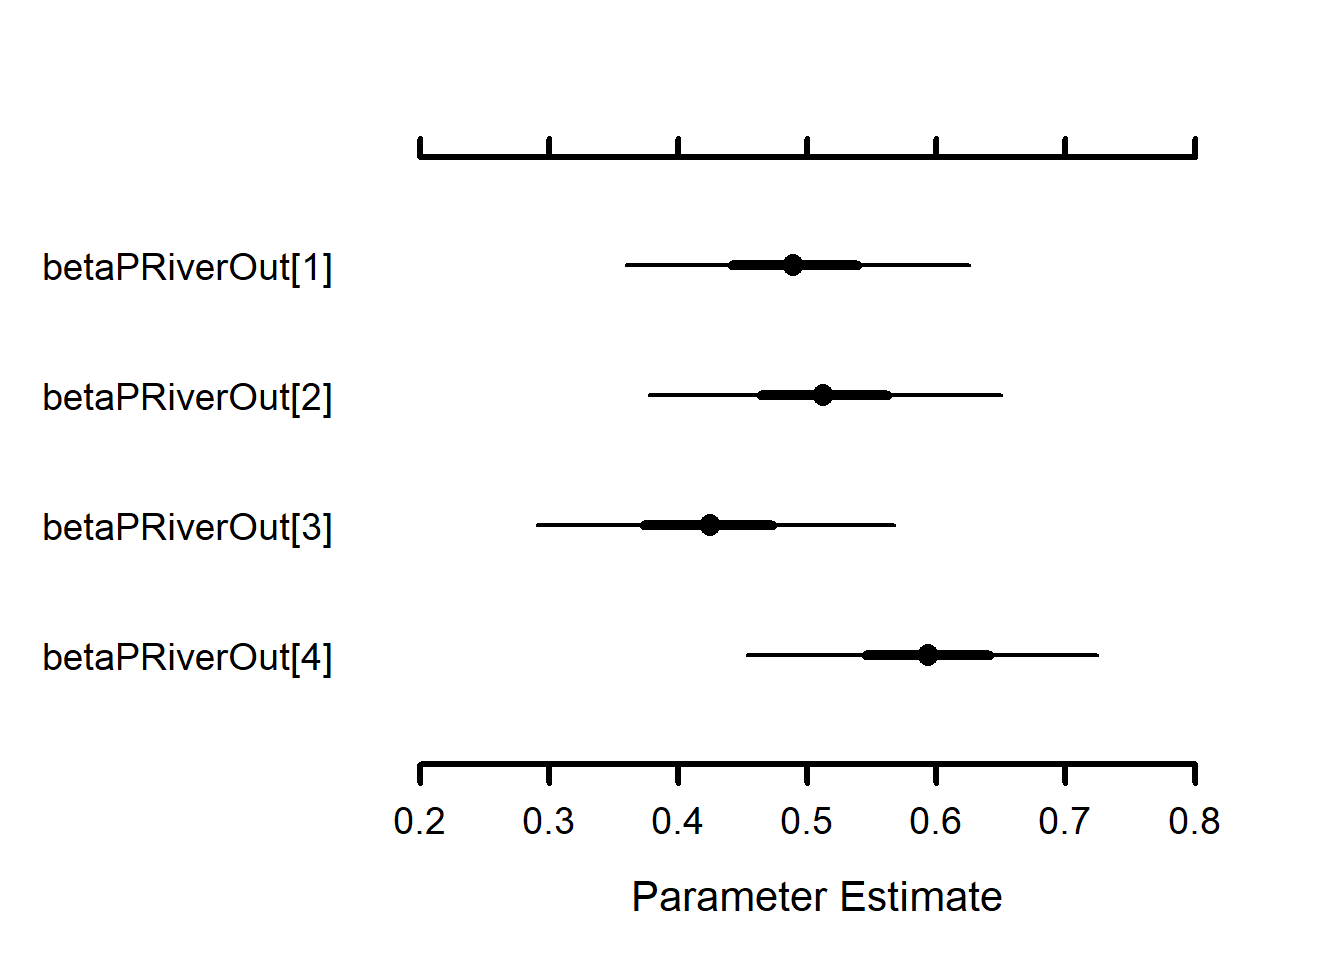 betaPRiverOut[1]
betaPRiverOut[2]
betaPRiverOut[3]
betaPRiverOut[4]
0.2 0.3 0.4 0.5 0.6 0.7 0.8
Parameter Estimate